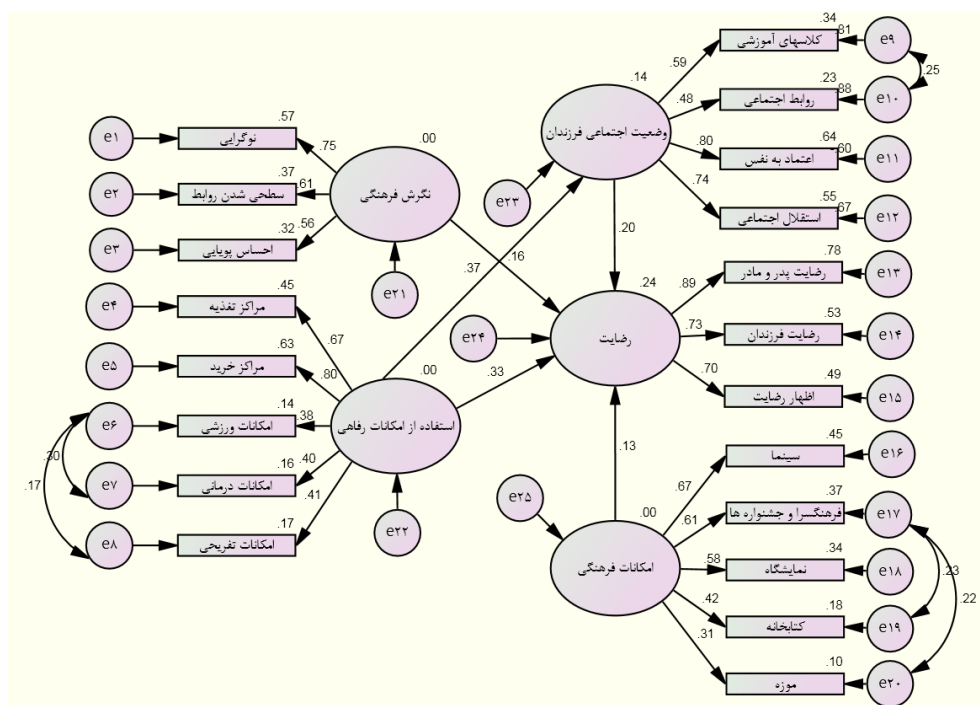 e۱
.57
نوگرایی
.75
e۲
.37
سطحی شدن روابط
.61
e۳
.32
احساس پویایی
.56
.00
نگرش فرهنگی
e۲۱
e۴
.45
مراکز تغذیه
.67
e۵
.63
مراکز خرید
.80
e۶
.14
امکانات ورزشی
.38
e۷
.16
امکانات درمانی
.40
e۸
.17
امکانات تفریحی
.41
.30
.17
.00
استفاده از امکانات رفاهی
e۲۲
.37
.16
.33
.14
وضعیت اجتماعی فرزندان
e۲۳
.20
.59
.34
کلاسهای آموزشی
.81
e۹
.48
.23
روابط اجتماعی
.88
e۱۰
.25
.80
.64
اعتماد به نفس
.60
e۱۱
.74
.55
استقلال اجتماعی
.67
e۱۲
.24
رضایت
e۲۴
.89
.78
رضایت پدر و مادر
e۱۳
.73
.53
رضایت فرزندان
e۱۴
.70
.49
اظهار رضایت
e۱۵
.13
.00
امکانات فرهنگی
e۲۵
.67
.45
سینما
e۱۶
.61
.37
فرهنگسرا و جشنواره ها
e۱۷
.58
.34
نمایشگاه
e۱۸
.42
.18
کتابخانه
e۱۹
.31
.10
موزه
e۲۰
.23
.22